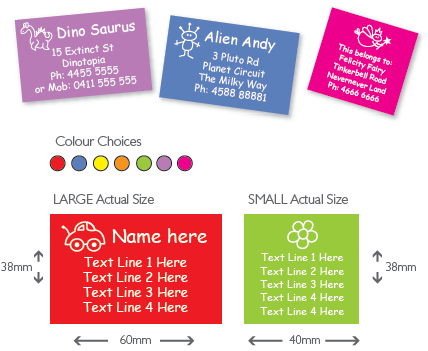 Dino Saurus
15 Extinct St
Dinotopia
Ph: 4455 5555
or Mob: 0411 555 555
Alien Andy
3 Pluto Rd
Planet Circuit
The Milky Way
Ph: 4588 88881
This belongs to:
Felicity Fairy
Tinkerbell Road
Nevernever Land
Ph: 4666 6666
Colour Choices
LARGE Actual Size
Name here
Text Line 1 Here
Text Line 2 Here
Text Line 3 Here
Text Line 4 Here
38mm
60mm
SMALL Actual Size
Text Line 1 Here
Text Line 2 Here
Text Line 3 Here
Text Line 4 Here
Text Line 4 Here
38mm
40mm